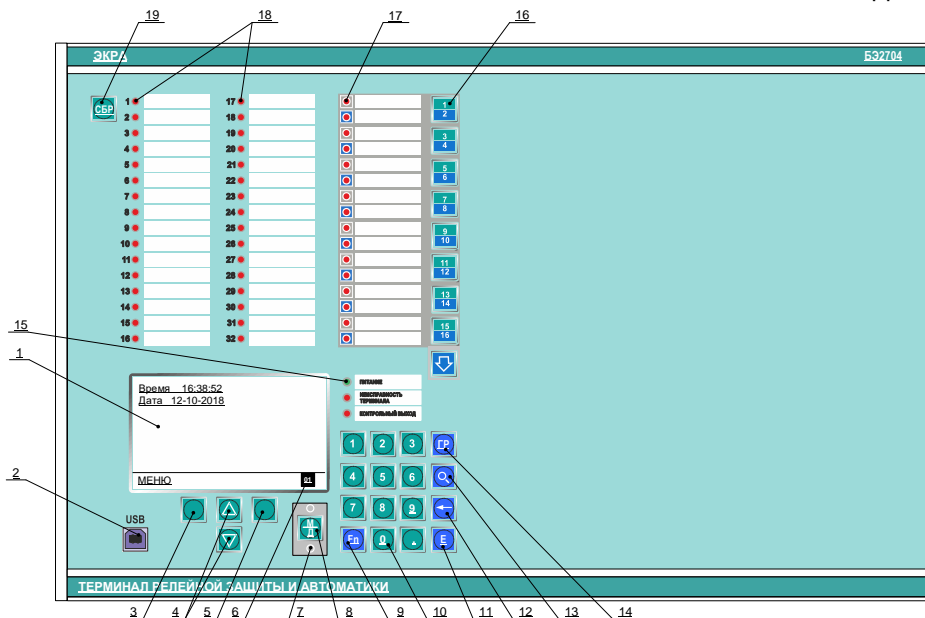 19 18 17 16
ЭКРА БЭ2704
СБР
1 17 1
2 18 2
3 19 3
4 20 4
5 21 5
6 22 6
7 23 7
8 24 8
9 25 9
10 26 10
11 27 11
12 28 12
13 29 13
14 30 14
15 31 15
16 32 16
15
1
2
Время 16:38:52
Дата 12-10-2018
МЕНЮ 01
ПИТАНИЕ
НЕИСПРАВНОСТЬ
ТЕРМИНАЛА
КОНТРОЛЬНЫЙ ВЫХОД
1 2 3 ГР
4 5 6
7 8 9
Fn 0 . E
USB
М
Д
ТЕРМИНАЛ РЕЛЕЙНОЙ ЗАЩИТЫ И АВТОМАТИКИ
3 4 5 6 7 8 9 10 11 12 13 14